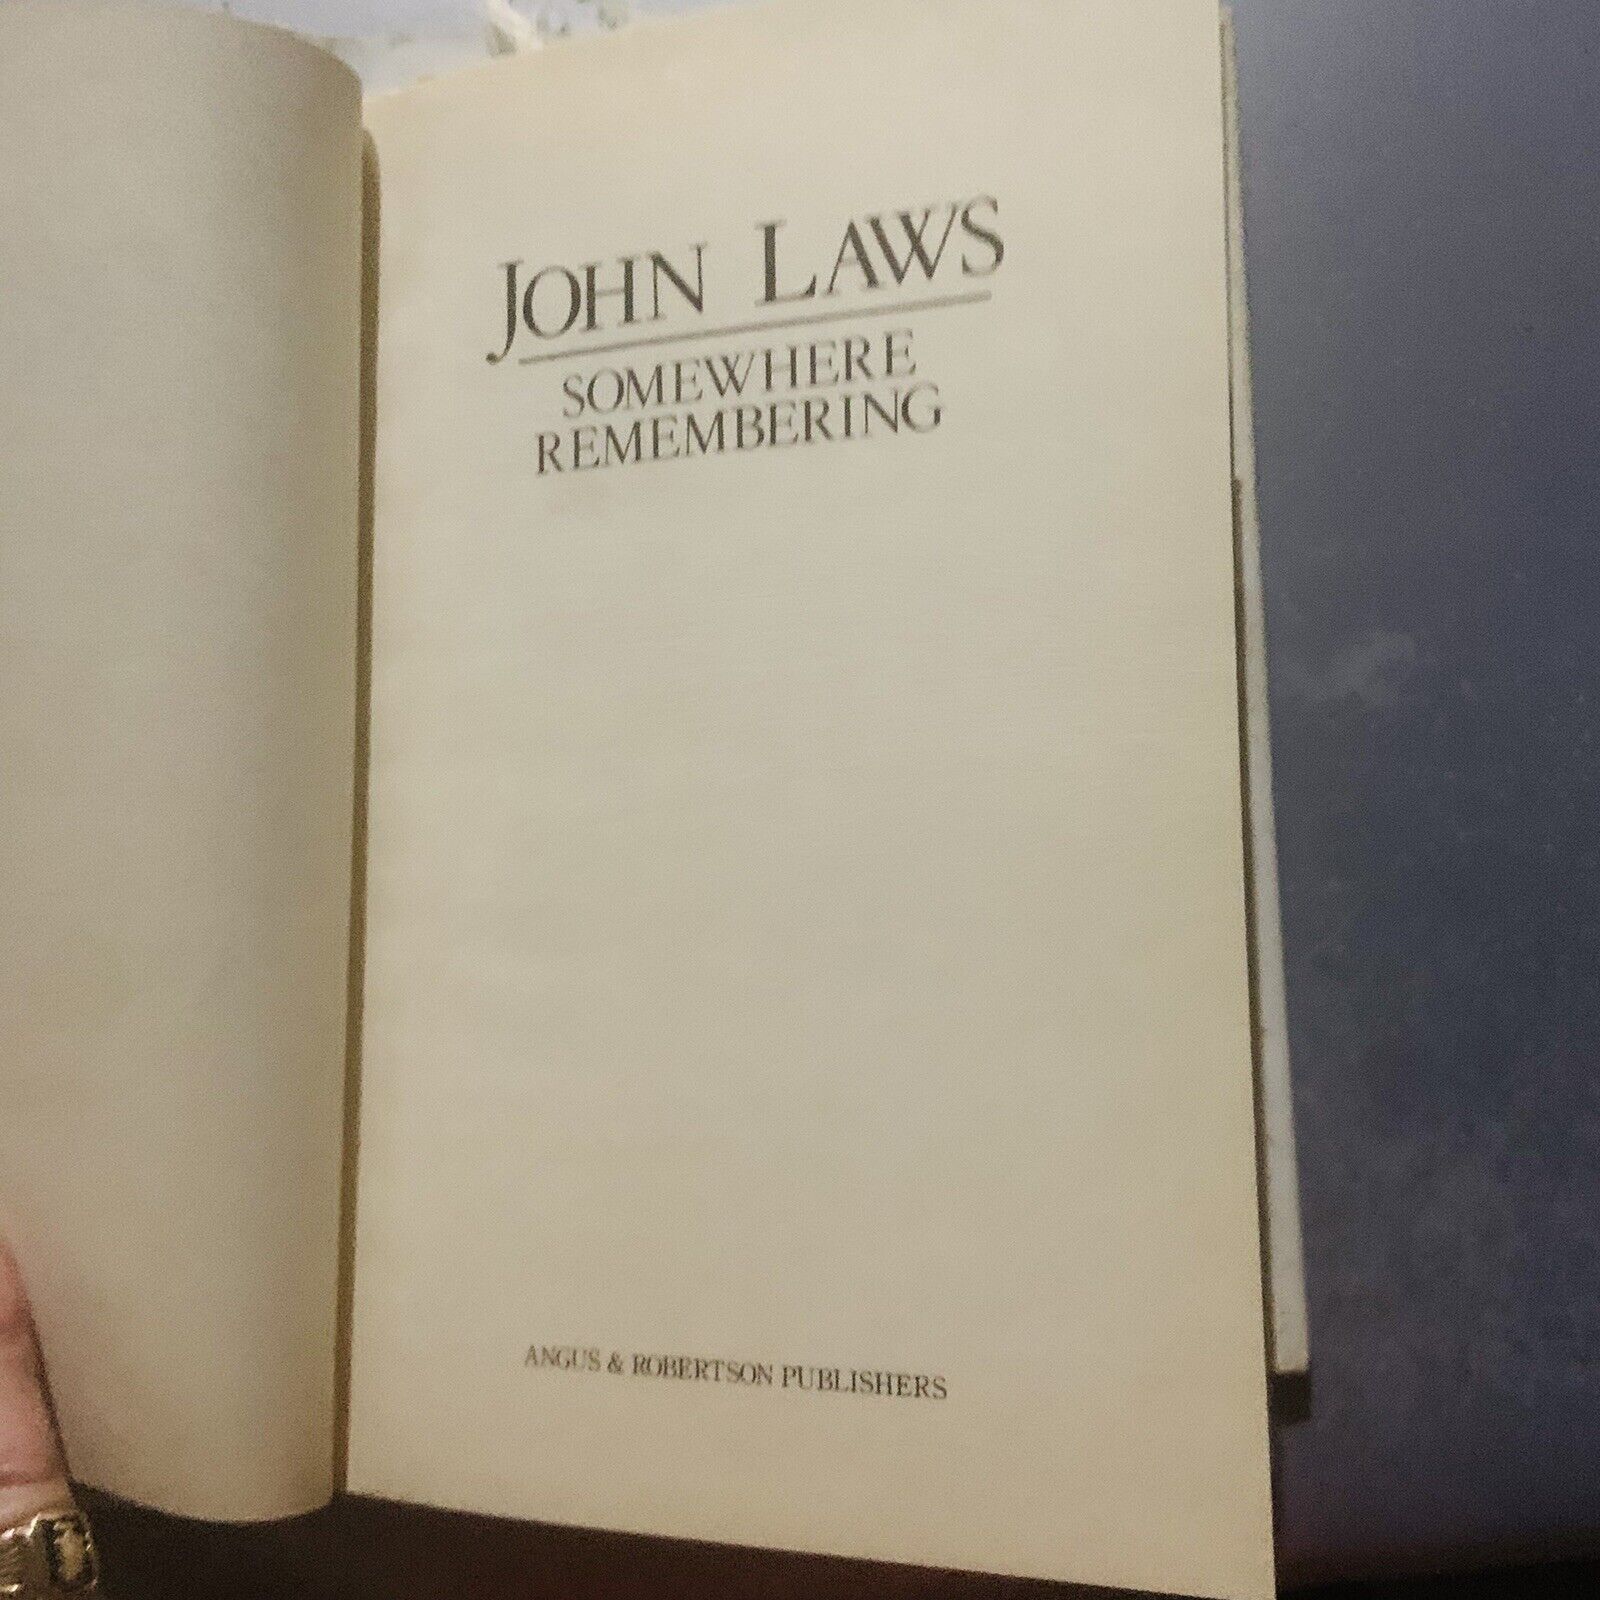 JOHN LAWS
SOMEWHERE
REMEMBERING
ANGUS & ROBERTSON PUBLISHERS